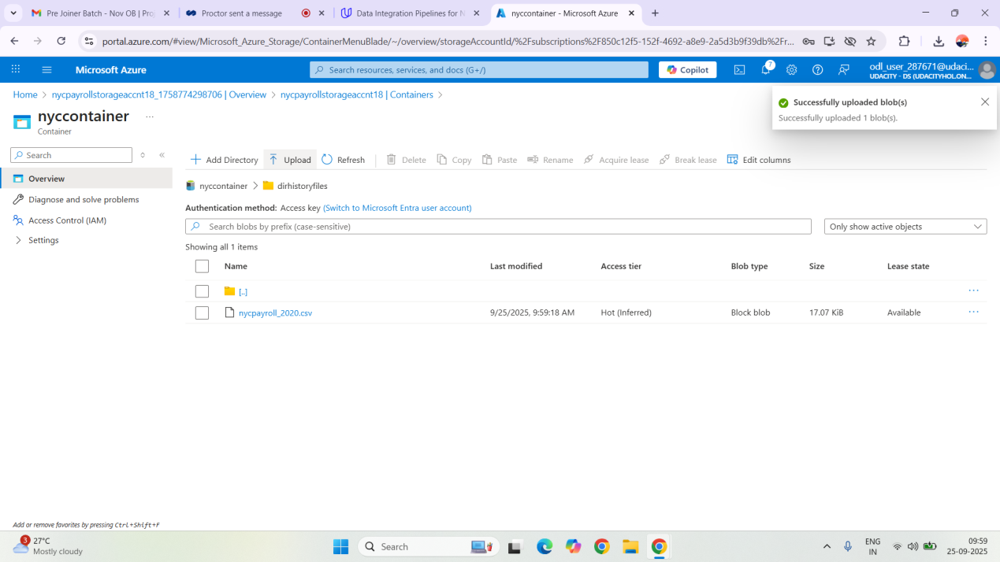 Pre Joiner Batch - Nov OB | Pro
Proctor sent a message
Data Integration Pipelines for N
nyccontainer - Microsoft Azure
portal.azure.com/#view/Microsoft_Azure_Storage/ContainerMenuBlade/~/overview/storageAccountId/%2Fsubscriptions%2F850c12f5-152f-4692-a8e9-2a5d3b9f39db%2Fr...
Microsoft Azure
Search resources, services, and docs (G+/)
Copilot
7
odl_user_287671@udaci...
UDACITY - DS (UDACITYHOL.ON...
Home > nycpayrollstorageaccnt18_1758774298706 | Overview > nycpayrollstorageaccnt18 | Containers >
nyccontainer ...
Container
Successfully uploaded blob(s)
Successfully uploaded 1 blob(s).
Search
Add Directory Upload Refresh Delete Copy Paste Rename Acquire lease Break lease Edit columns
Overview
Diagnose and solve problems
Access Control (IAM)
Settings
nyccontainer > dirhistoryfiles
Authentication method: Access key (Switch to Microsoft Entra user account)
Search blobs by prefix (case-sensitive)
Only show active objects
Showing all 1 items
Name Last modified Access tier Blob type Size Lease state
[..] ...
nycpayroll_2020.csv 9/25/2025, 9:59:18 AM Hot (Inferred) Block blob 17.07 KiB Available ...
Add or remove favorites by pressing Ctrl+Shift+F
3
27°C
Mostly cloudy
Search
ENG
IN
09:59
25-09-2025